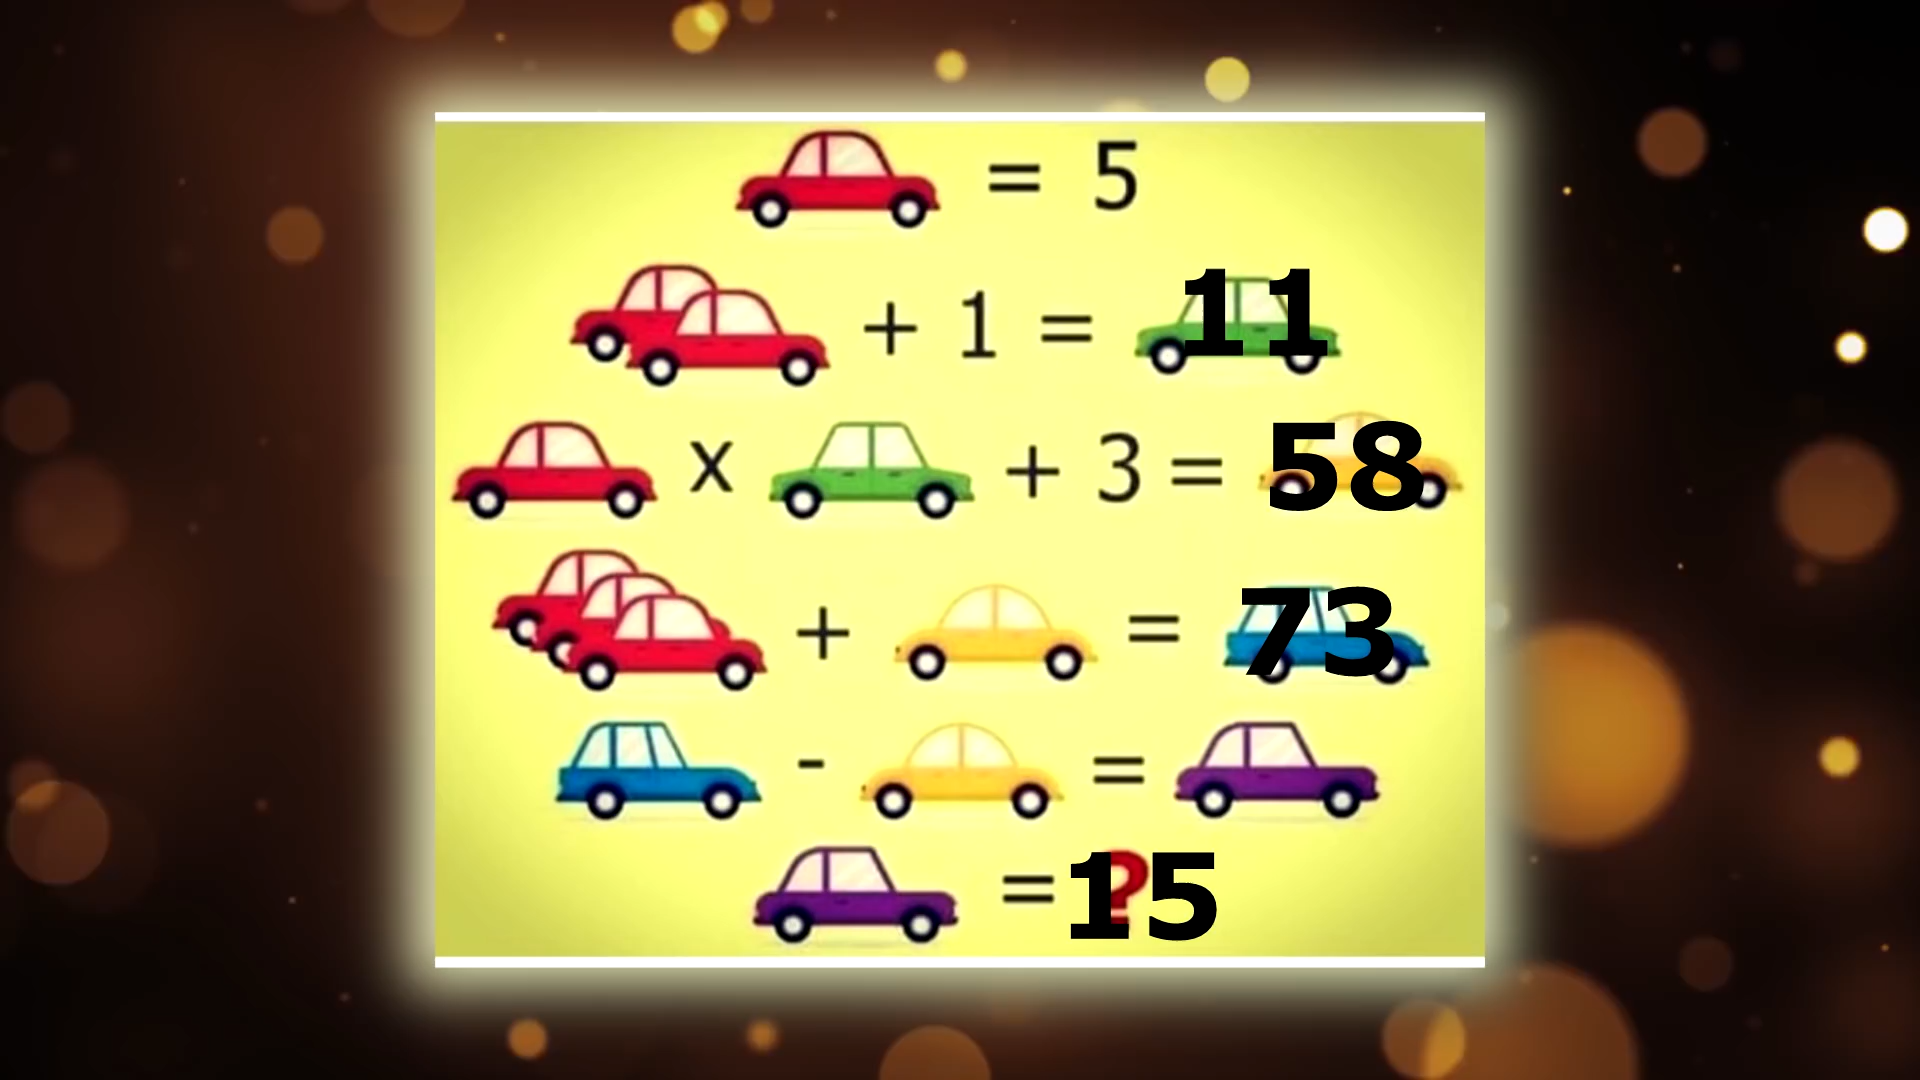 = 5
+ 1 = 11
x + 3 = 58
+ = 73
- =
= ? 15